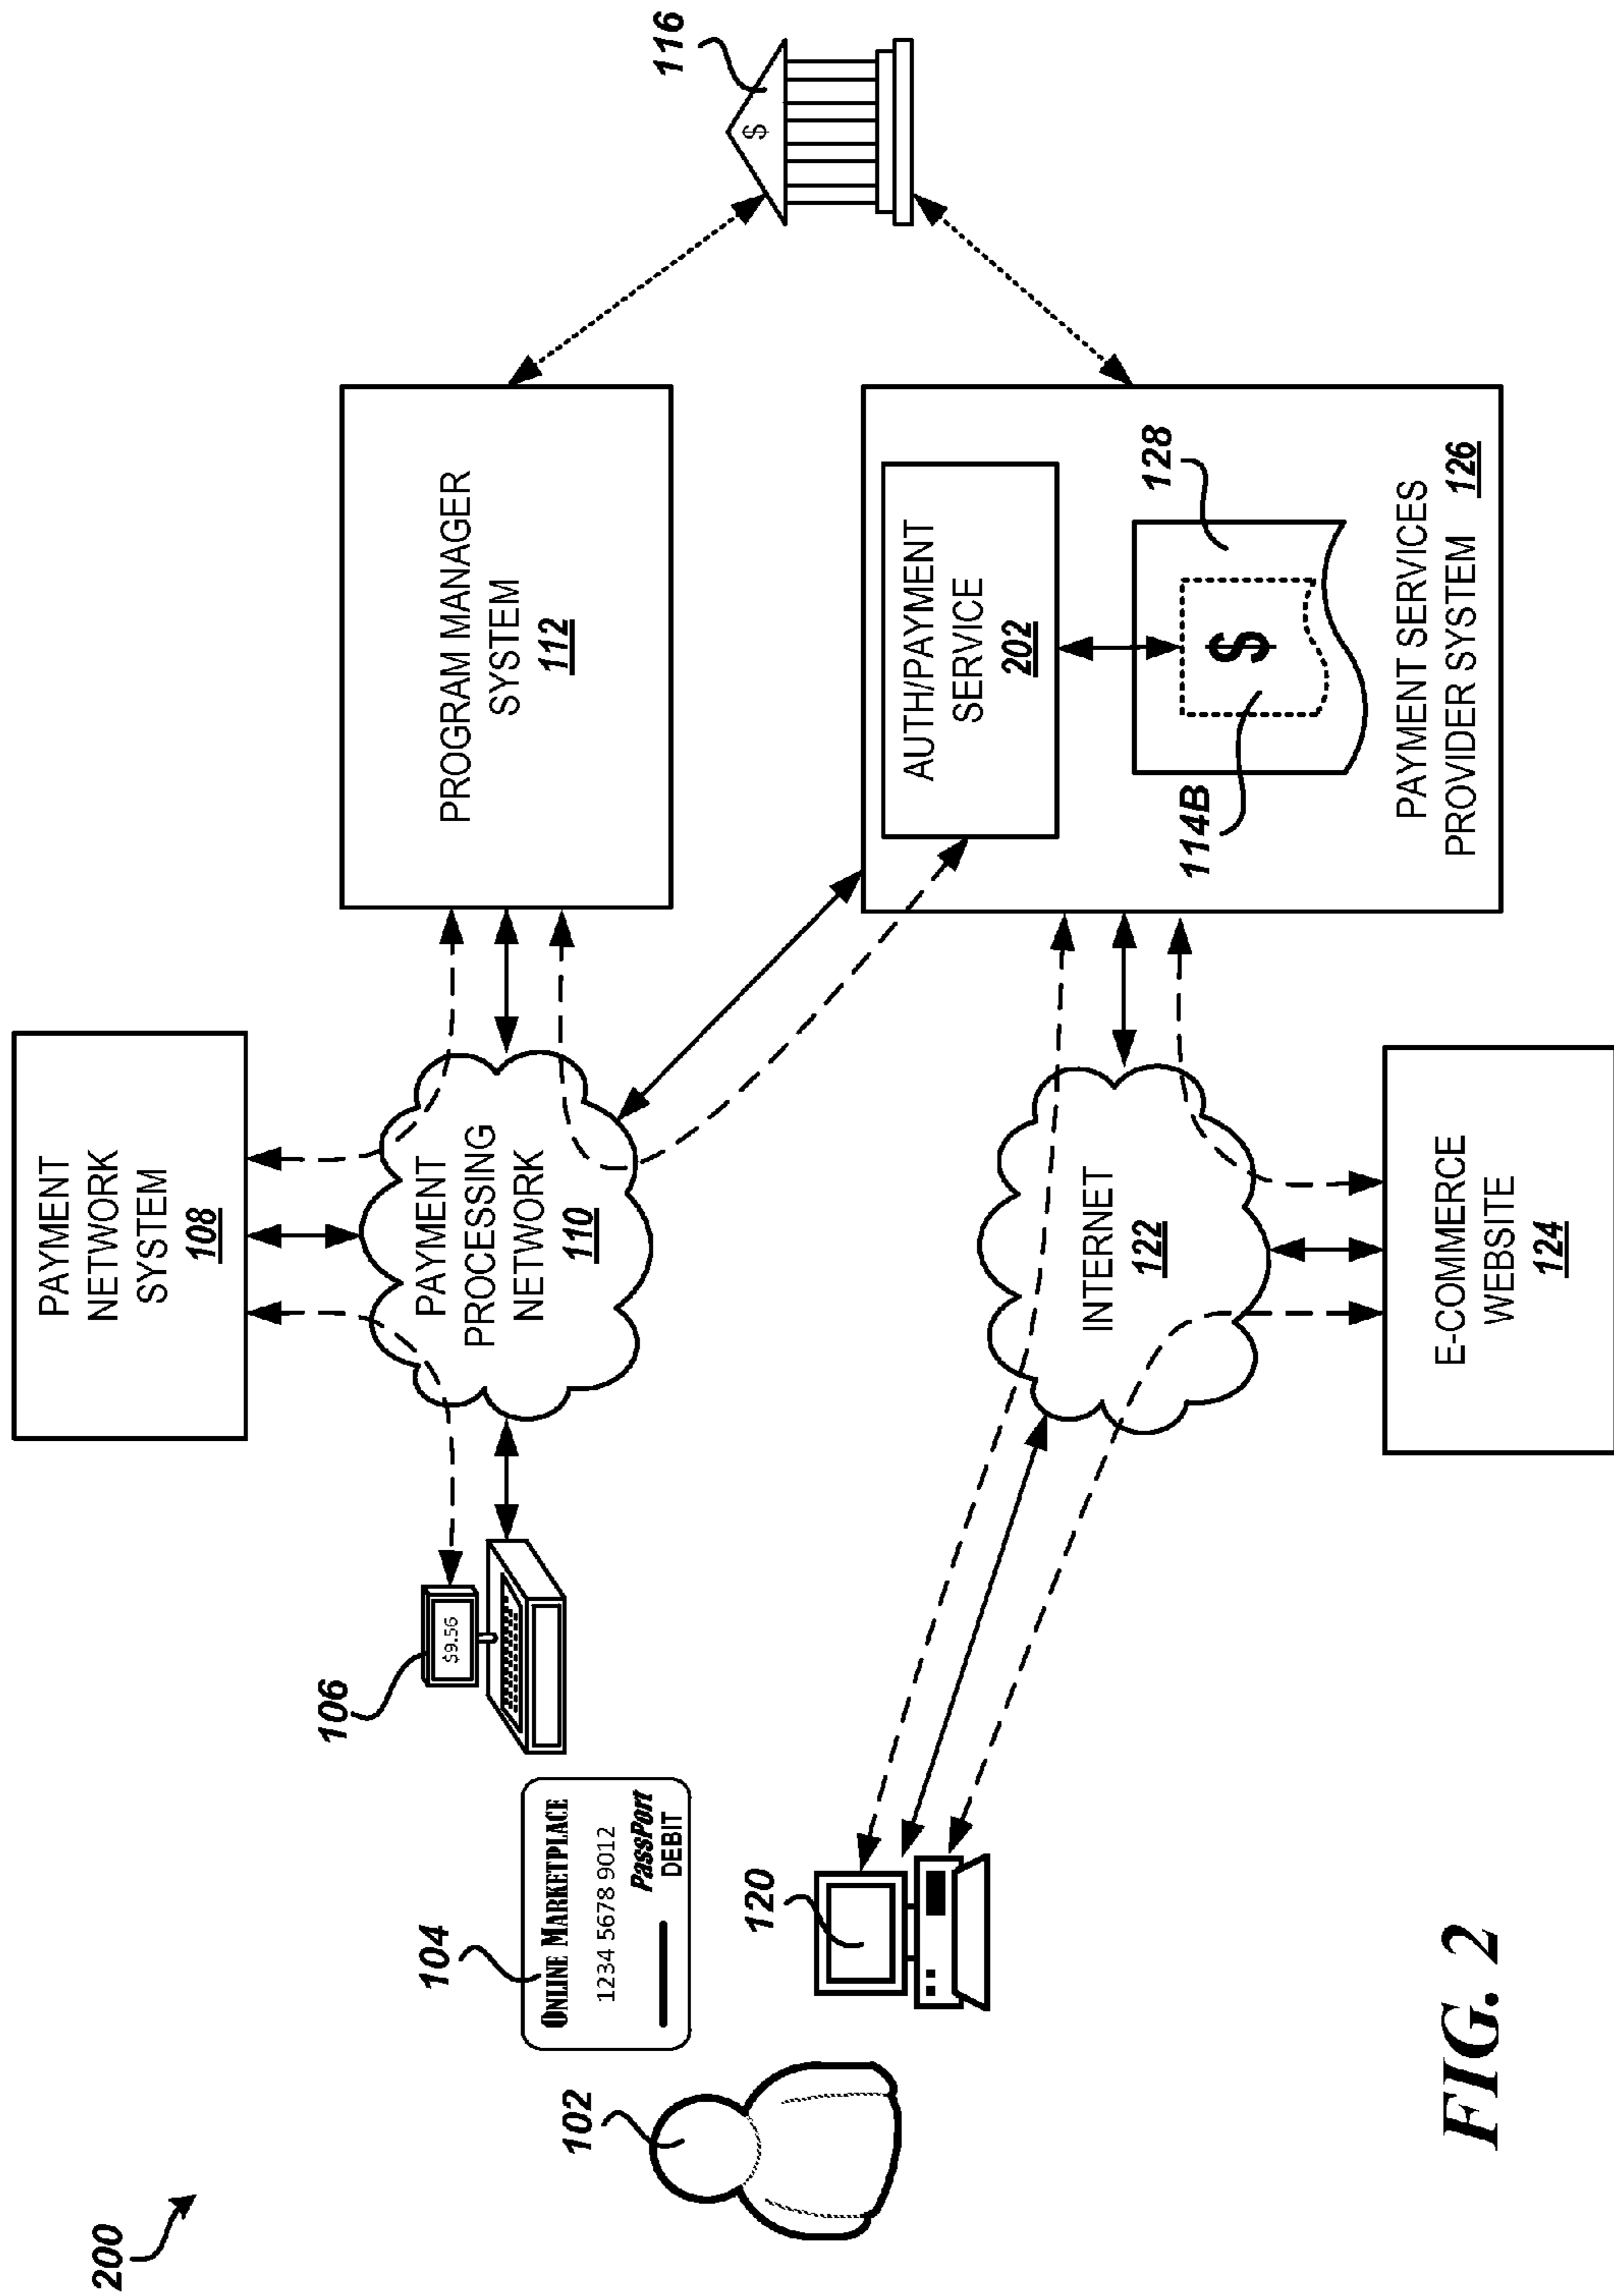 200
PAYMENT
NETWORK
SYSTEM
108
106
$9.56
PAYMENT
PROCESSING
NETWORK
110
PROGRAM MANAGER
SYSTEM
112
116
$
102
104
ONLINE MARKETPLACE
1234 5678 9012
PassPort
DEBIT
120
INTERNET
122
AUTH/PAYMENT
SERVICE
202
128
$
114B
PAYMENT SERVICES
PROVIDER SYSTEM 126
E-COMMERCE
WEBSITE
124
FIG. 2